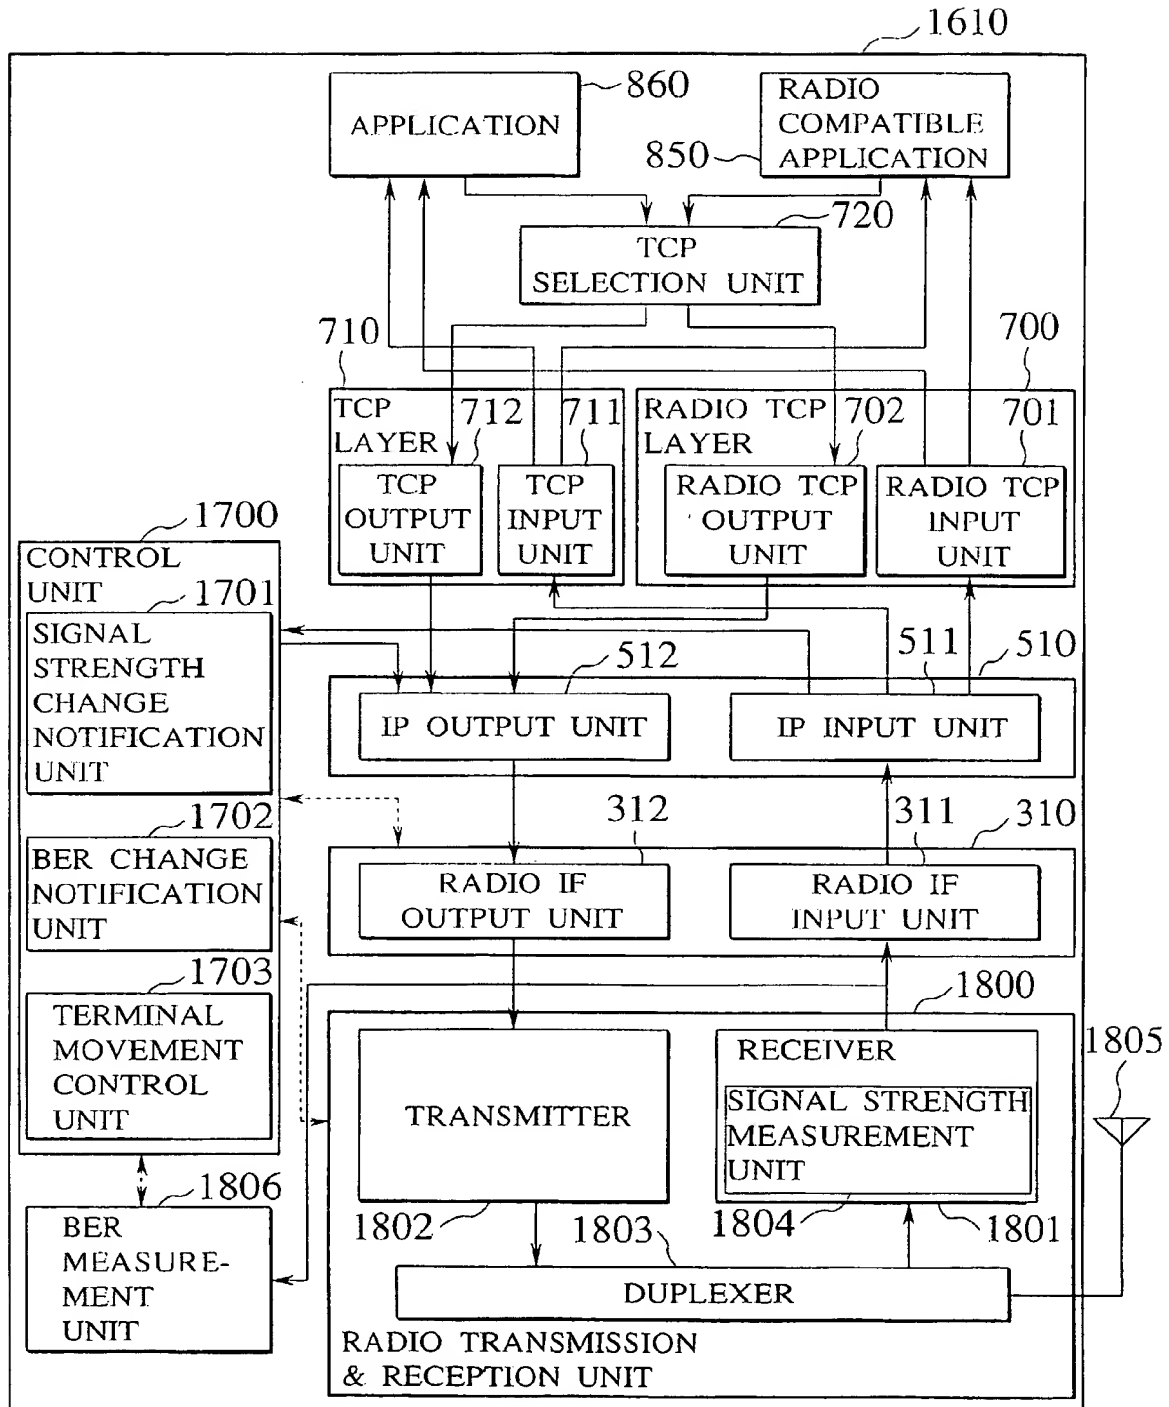 1610
860
APPLICATION
RADIO
COMPATIBLE
APPLICATION
850
720
TCP
SELECTION UNIT
710
700
TCP
LAYER
712
711
RADIO TCP
LAYER
702
701
TCP
OUTPUT
UNIT
TCP
INPUT
UNIT
RADIO TCP
OUTPUT
UNIT
RADIO TCP
INPUT
UNIT
1700
CONTROL
UNIT
1701
SIGNAL
STRENGTH
CHANGE
NOTIFICATION
UNIT
512
511
510
IP OUTPUT UNIT
IP INPUT UNIT
1702
BER CHANGE
NOTIFICATION
UNIT
312
311
310
RADIO IF
OUTPUT UNIT
RADIO IF
INPUT UNIT
1703
TERMINAL
MOVEMENT
CONTROL
UNIT
1800
1805
TRANSMITTER
RECEIVER
SIGNAL STRENGTH
MEASUREMENT
UNIT
1806
BER
MEASURE-
MENT
UNIT
1802
1803
1804
1801
DUPLEXER
RADIO TRANSMISSION
& RECEPTION UNIT